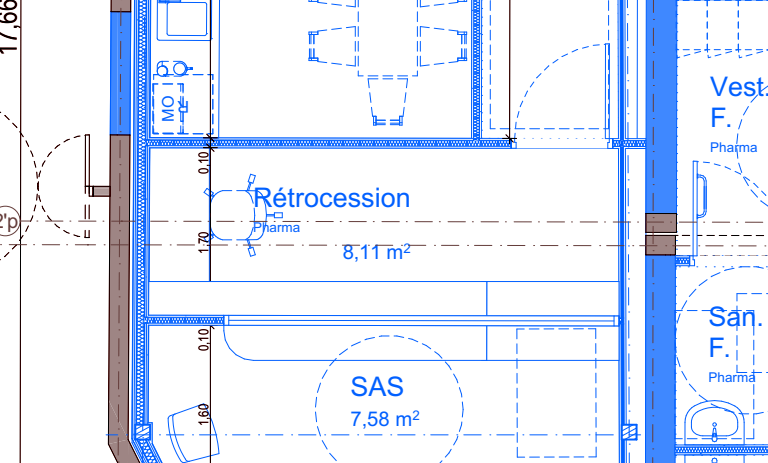 17,66
MO
Vest.
F.
Pharma
0,10
Rétrocession
Pharma
2'p
1,70
8,11 m²
San.
F.
Pharma
0,10
SAS
7,58 m²
1,60